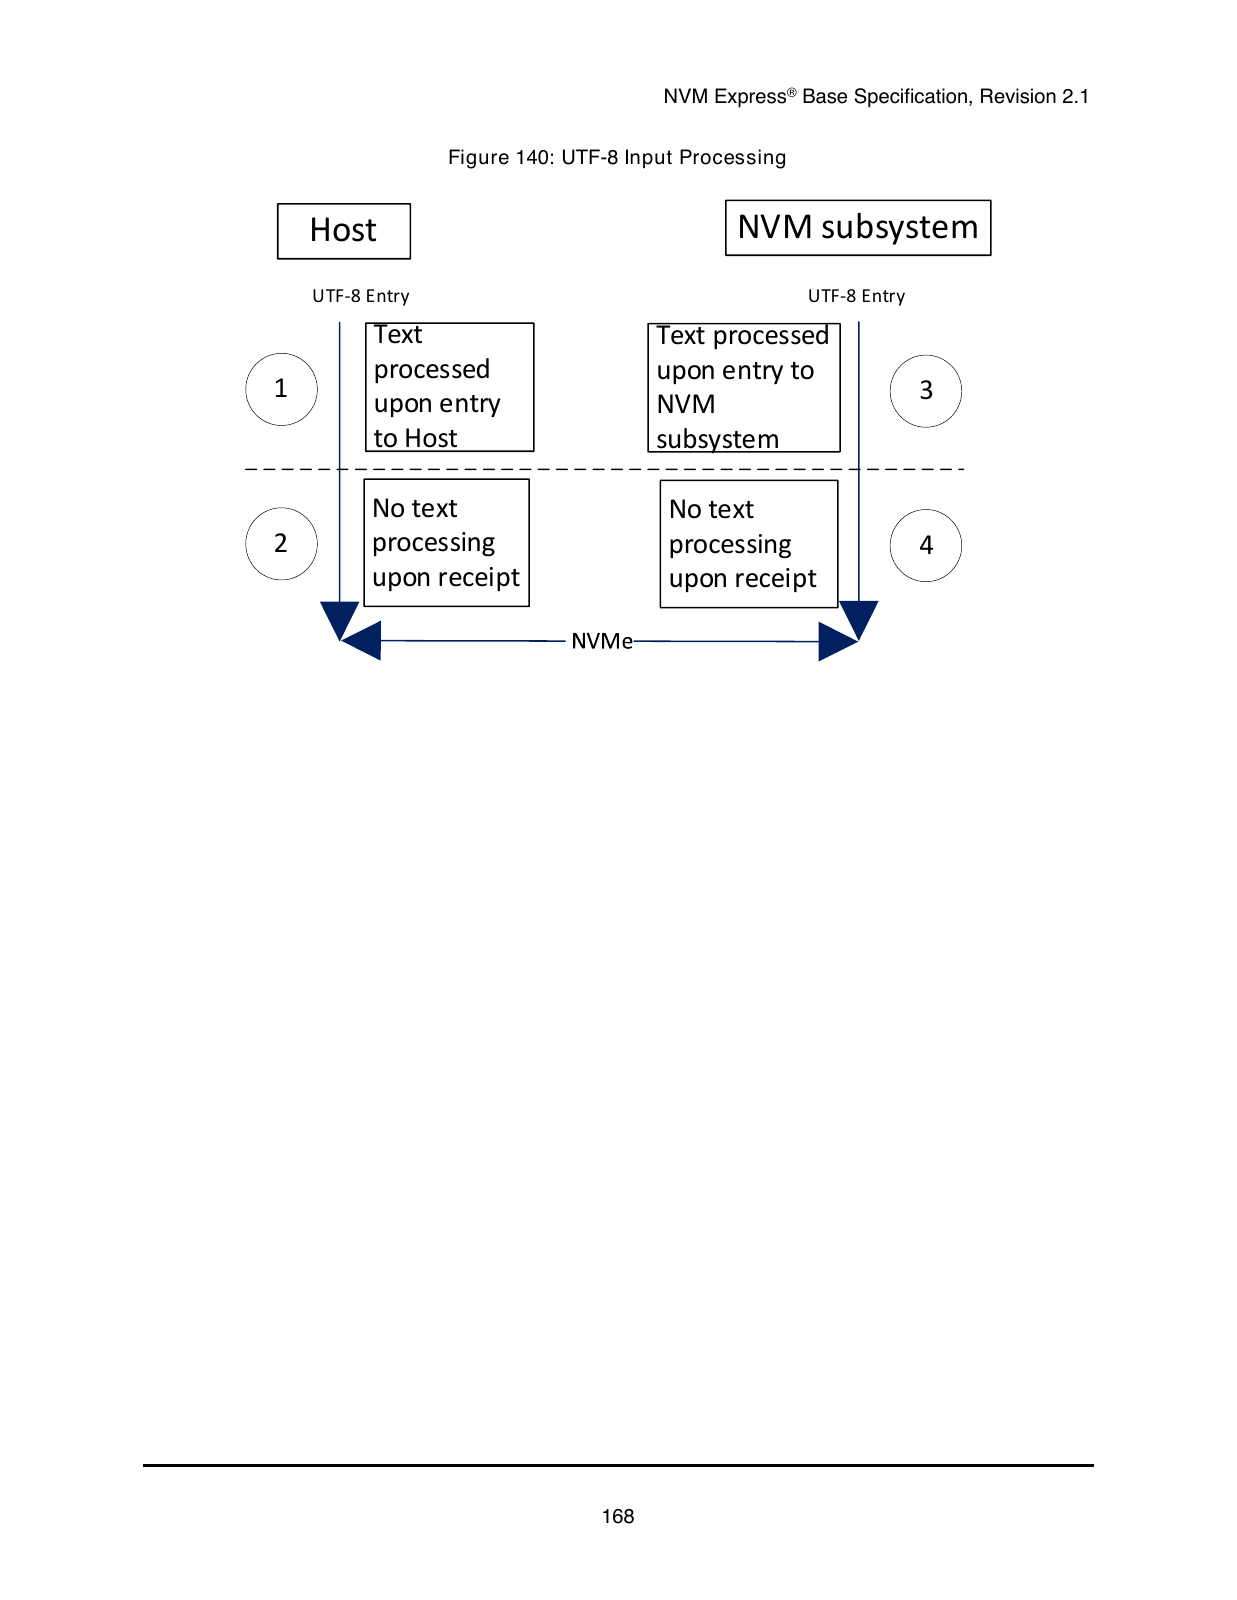 NVM Express® Base Specification, Revision 2.1
Figure 140: UTF-8 Input Processing
Host
NVM subsystem
UTF-8 Entry
UTF-8 Entry
1
Text
processed
upon entry
to Host
Text processed
upon entry to
NVM
subsystem
3
2
No text
processing
upon receipt
No text
processing
upon receipt
4
NVMe
168